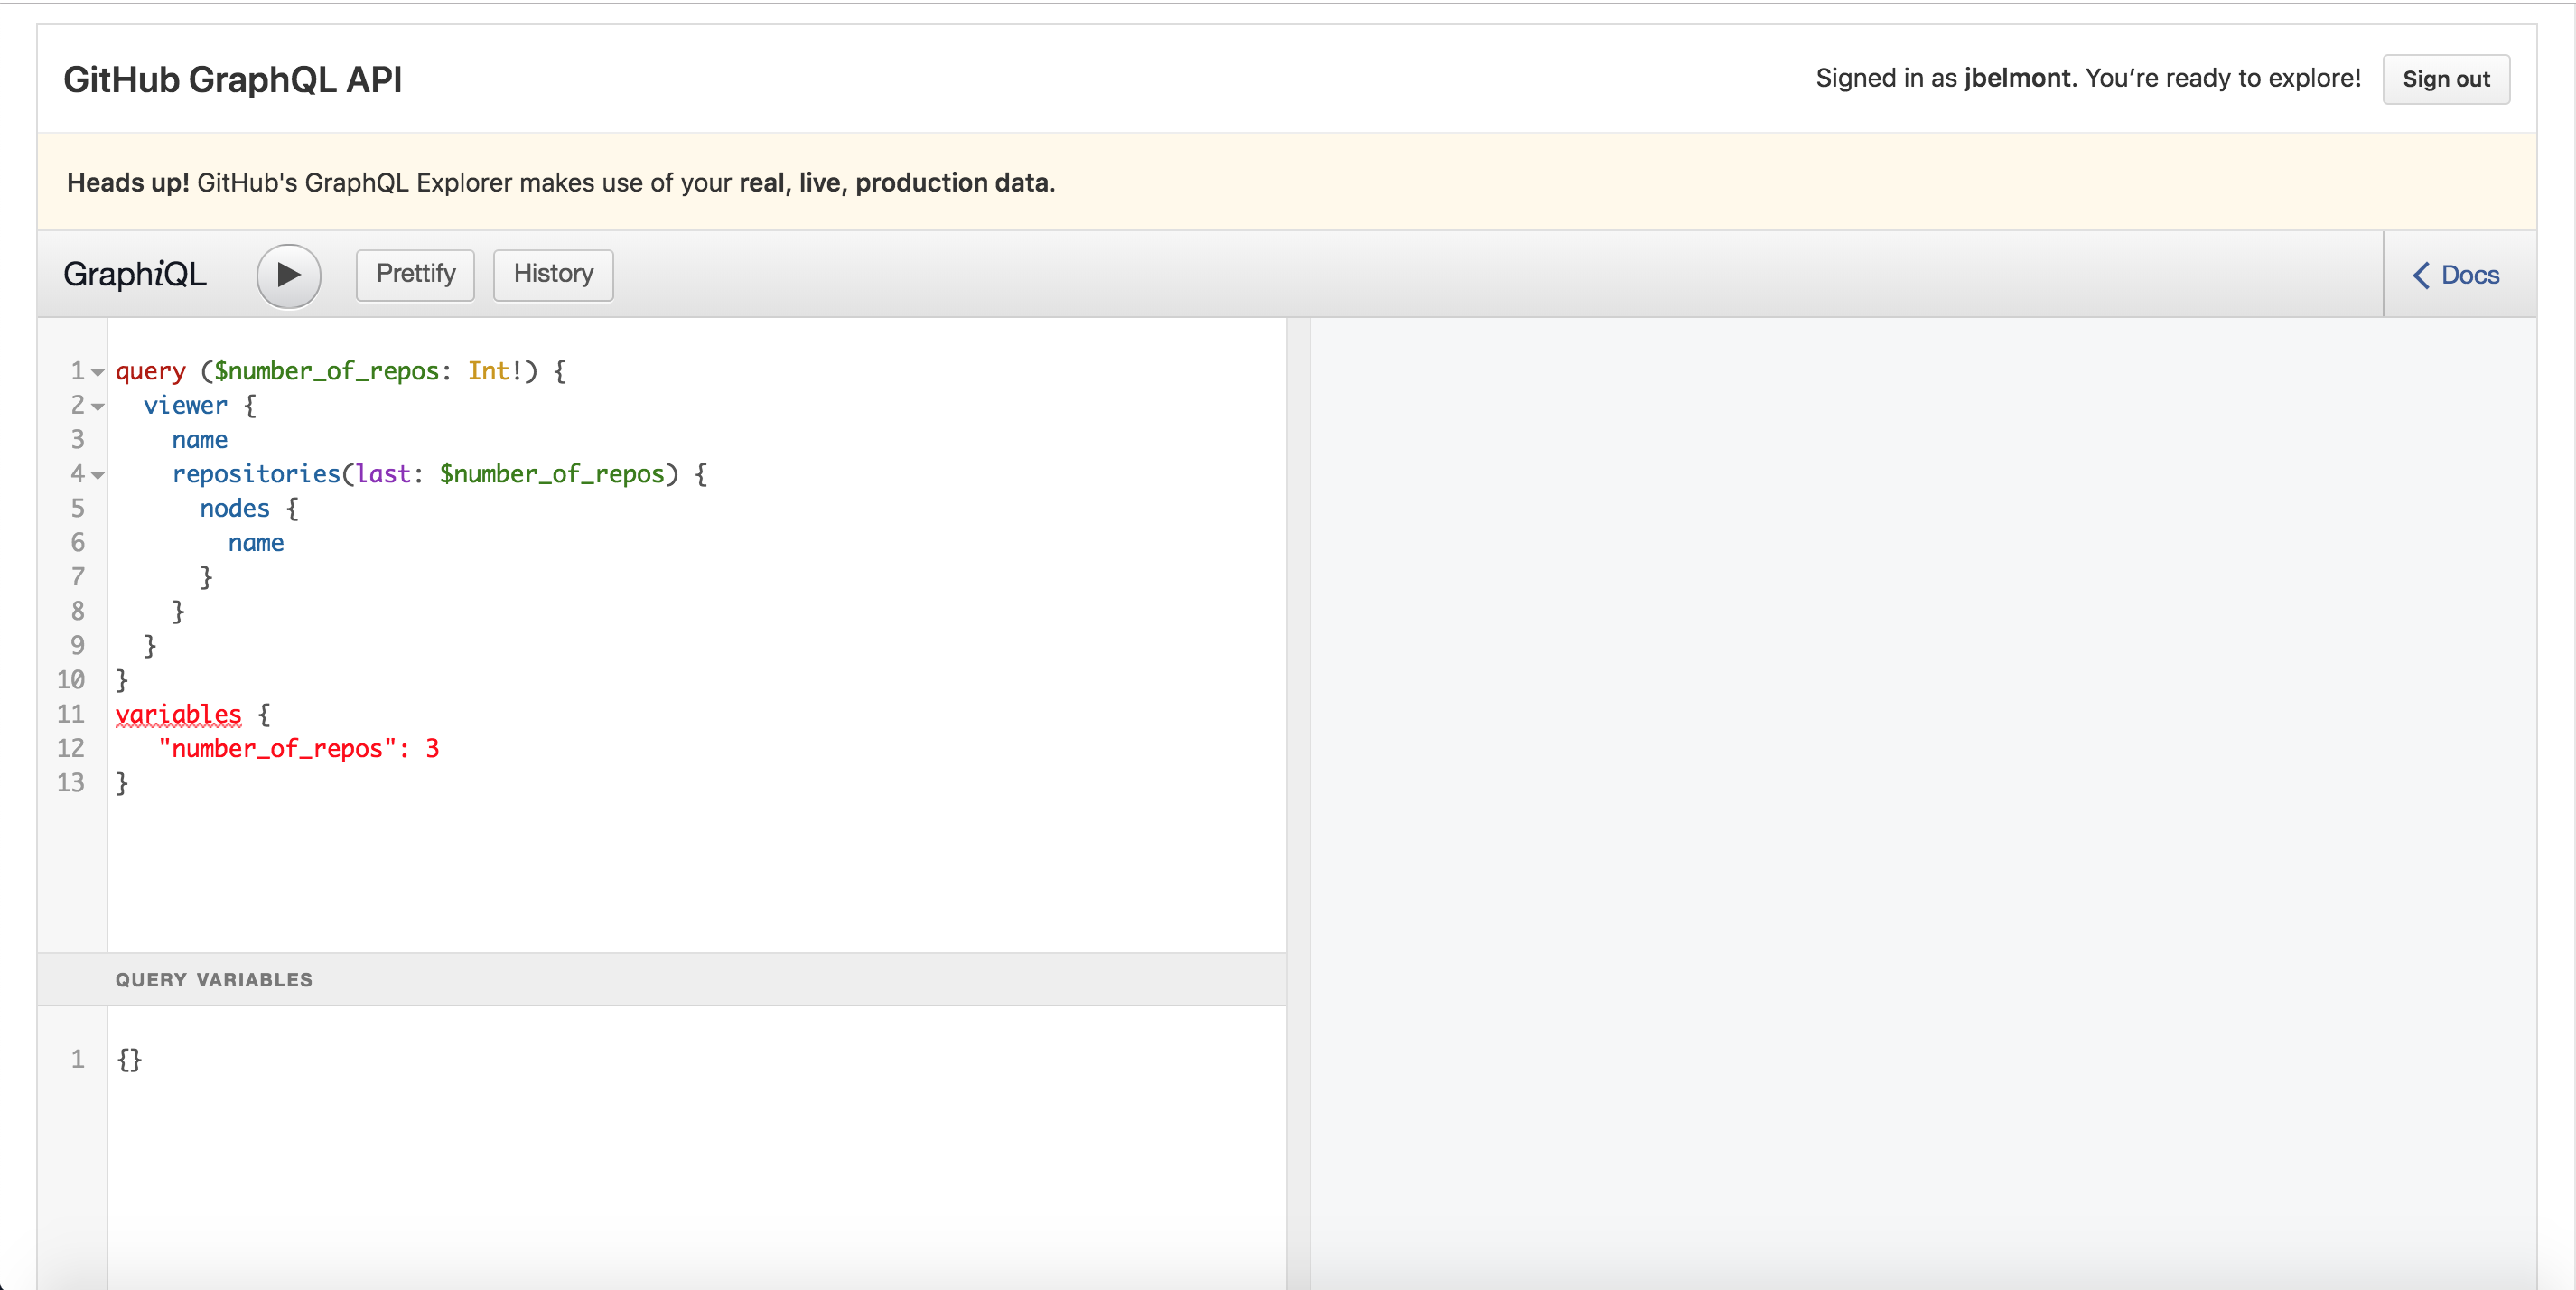 GitHub GraphQL API
Signed in as jbelmont. You’re ready to explore!
Sign out
Heads up! GitHub's GraphQL Explorer makes use of your real, live, production data.
GraphiQL
Prettify
History
Docs
1 query ($number_of_repos: Int!) {
2   viewer {
3     name
4     repositories(last: $number_of_repos) {
5       nodes {
6         name
7       }
8     }
9   }
10 }
11 variables {
12    "number_of_repos": 3
13 }
QUERY VARIABLES
1 {}